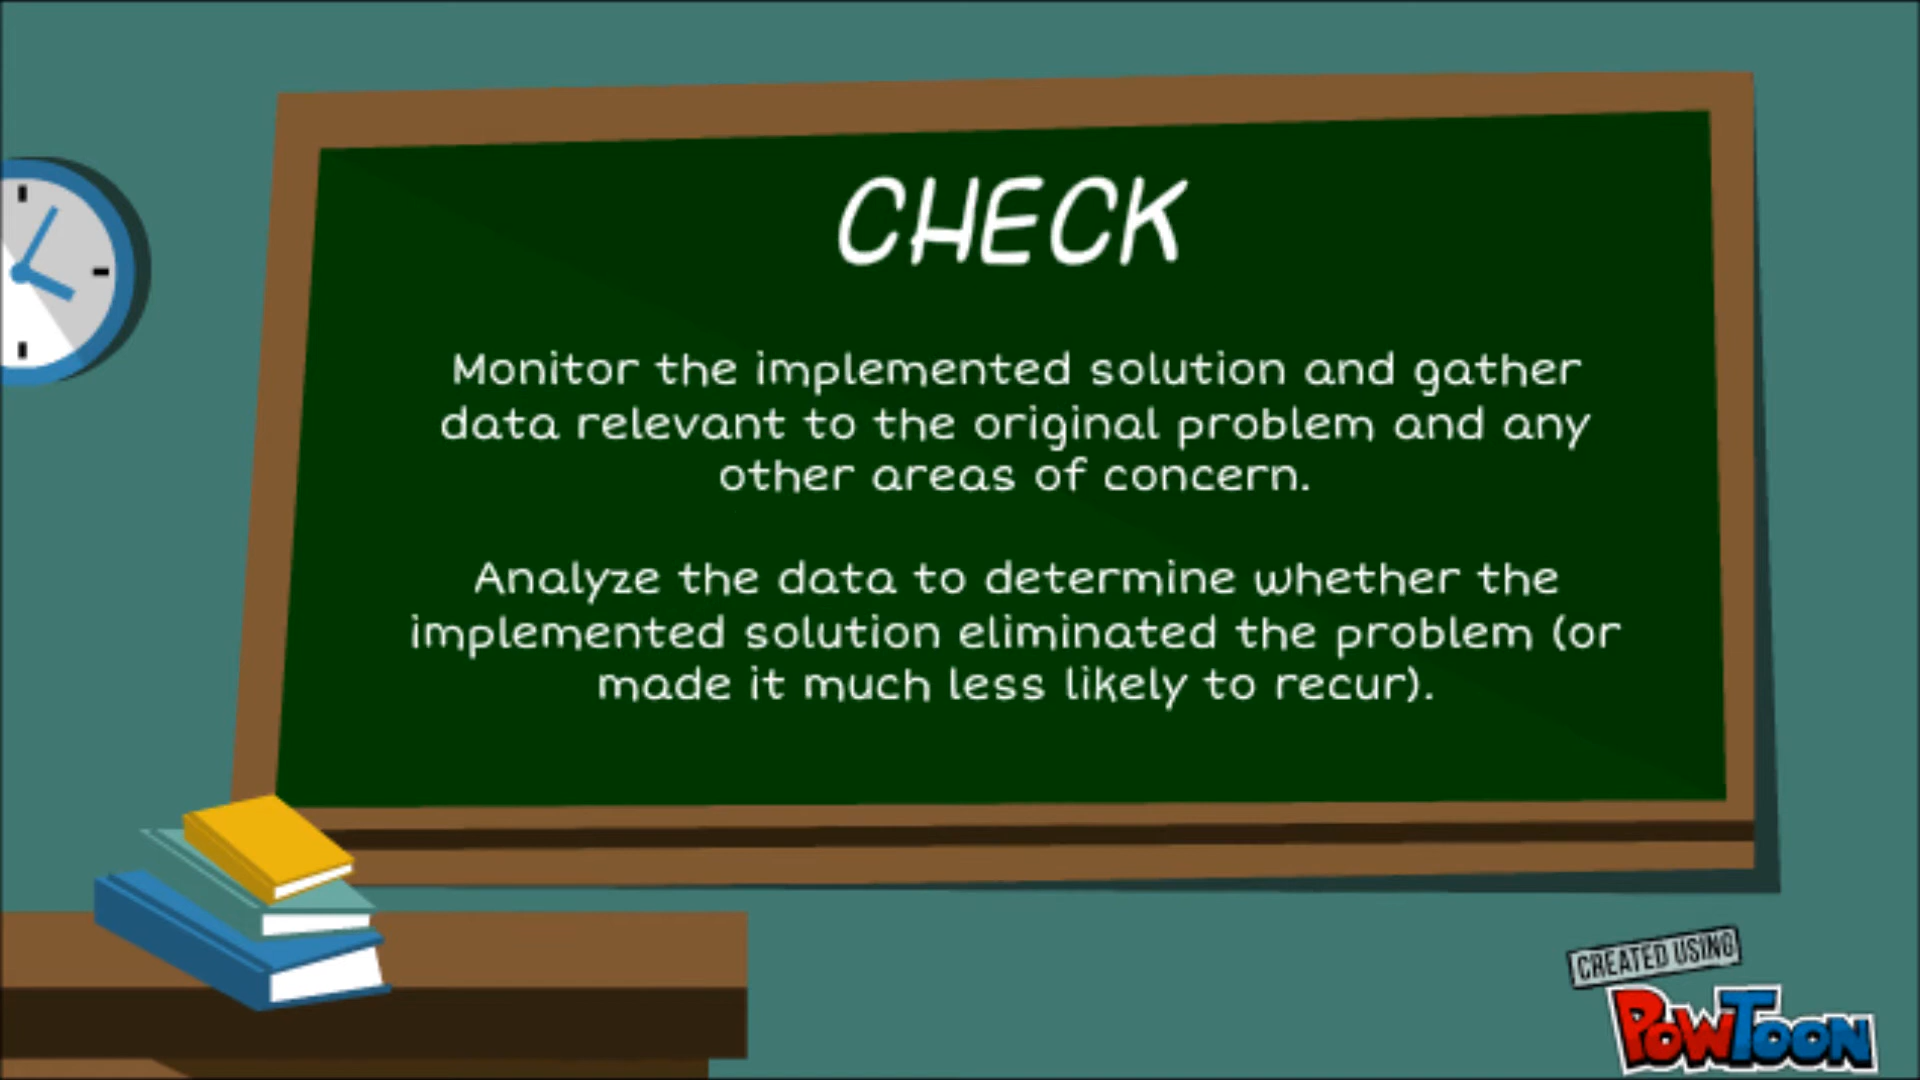 CHECK
Monitor the implemented solution and gather
data relevant to the original problem and any
other areas of concern.
Analyze the data to determine whether the
implemented solution eliminated the problem (or
made it much less likely to recur).
CREATED USING
POWTOON